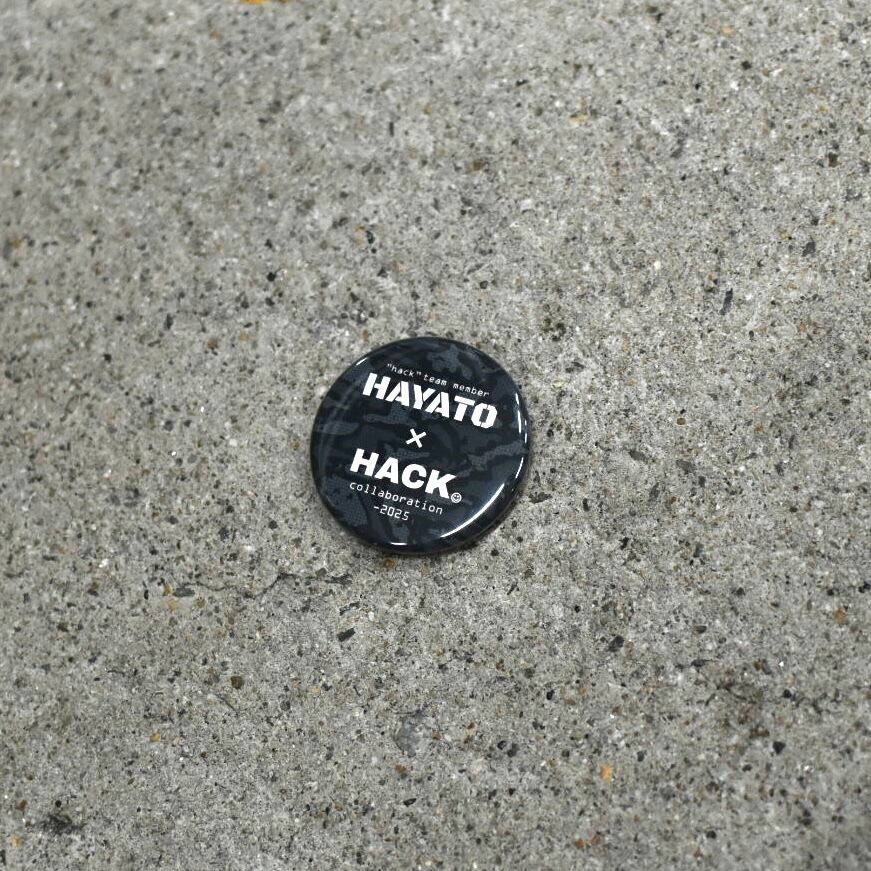 "hack" team member
HAYATO
×
HACK
collaboration
-2025